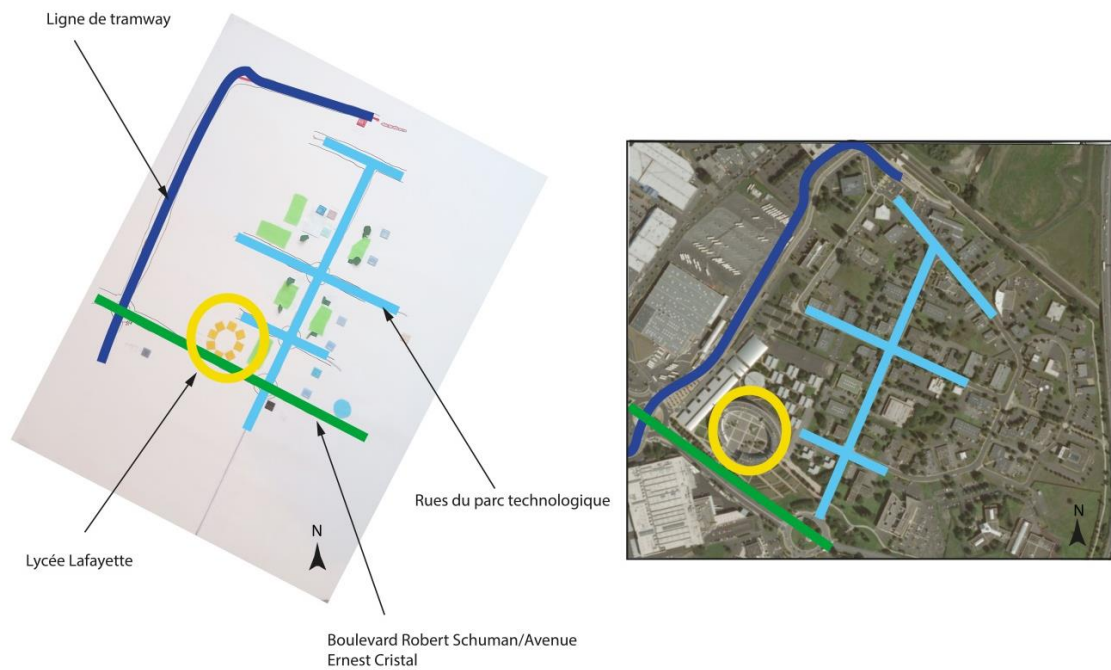 Ligne de tramway
Rues du parc technologique
N
Lycée Lafayette
N
Boulevard Robert Schuman/Avenue
Ernest Cristal